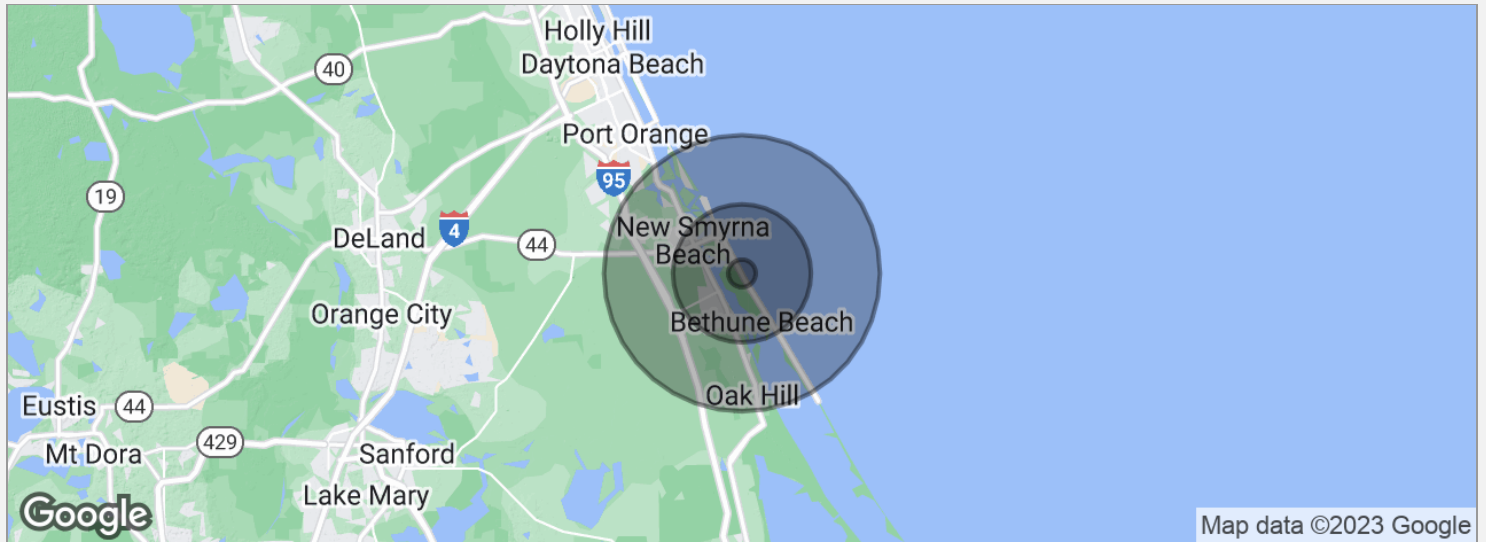 Holly Hill
Daytona Beach
40
Port Orange
95
19
New Smyrna
Beach
4
DeLand
44
Orange City
Bethune Beach
Oak Hill
Eustis
44
429
Mt Dora
Sanford
Lake Mary
Google
Map data ©2023 Google